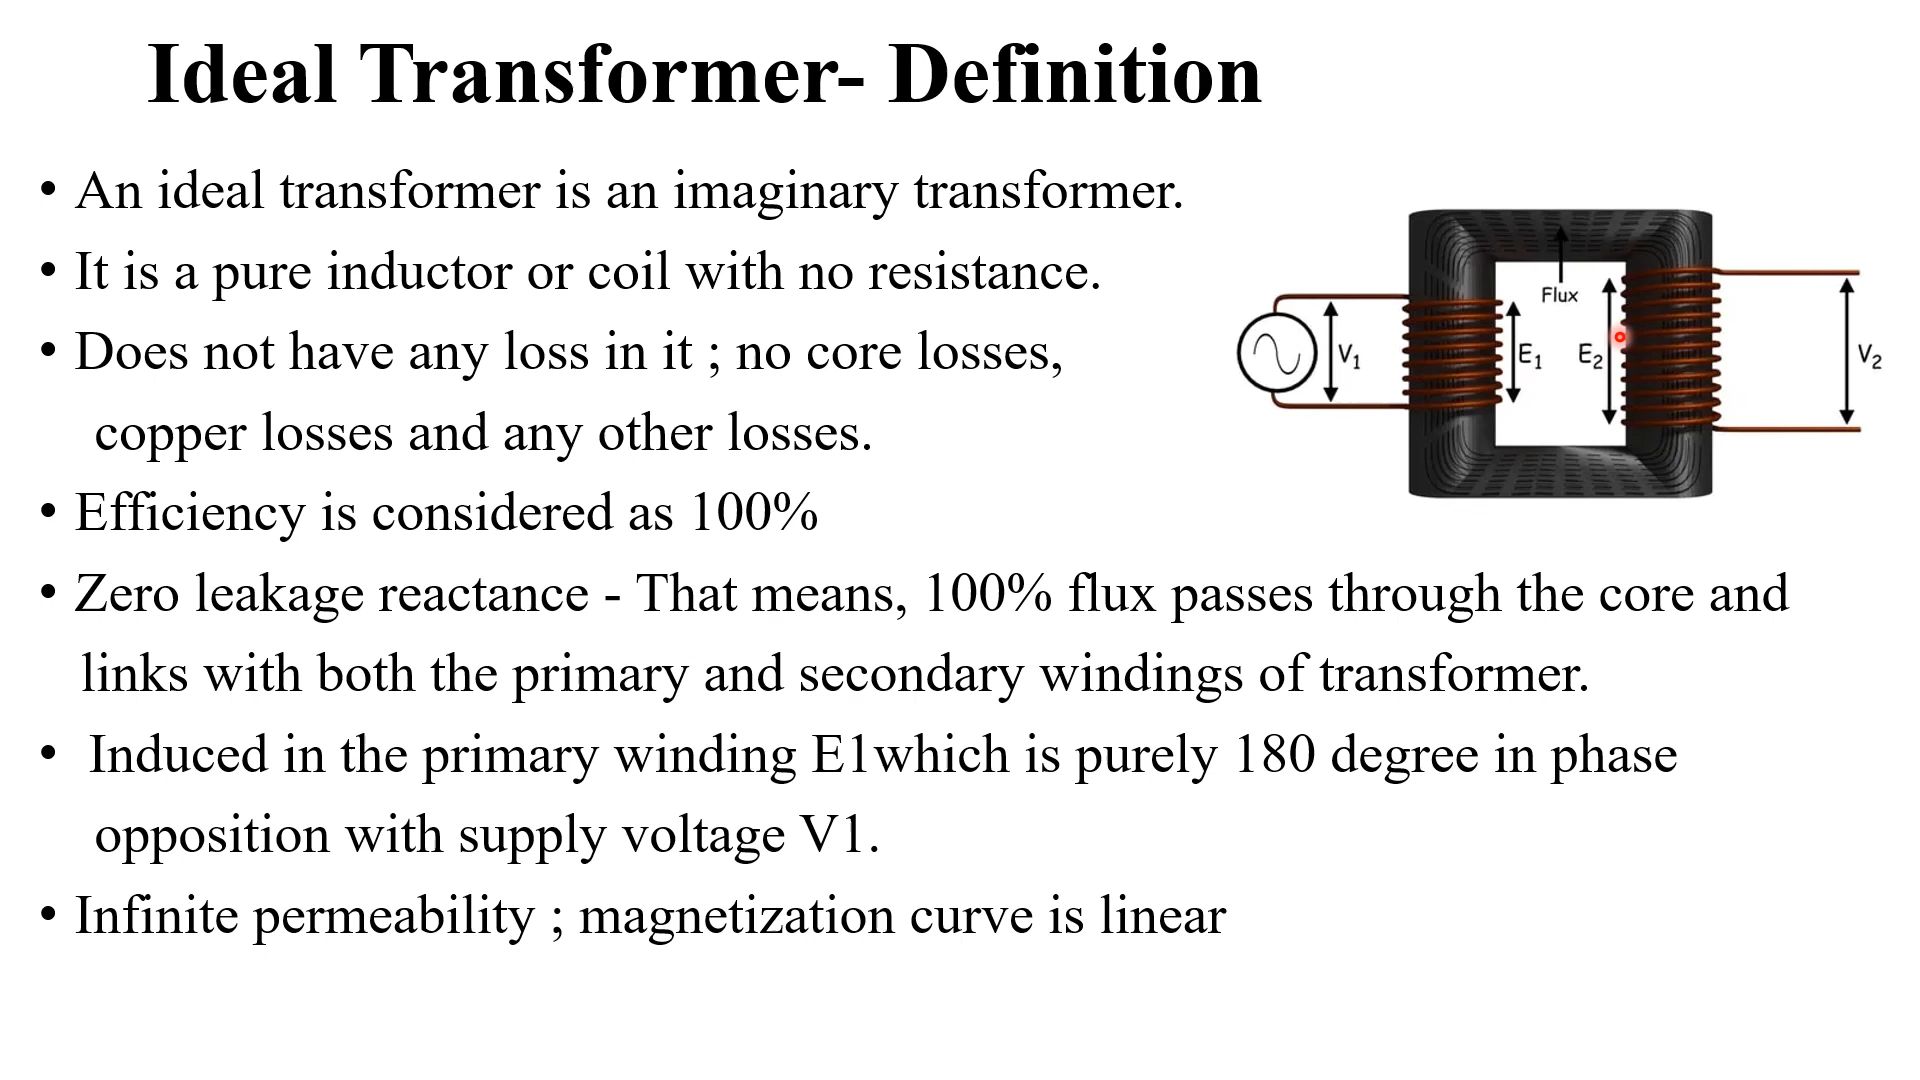 Ideal Transformer- Definition
• An ideal transformer is an imaginary transformer.
• It is a pure inductor or coil with no resistance.
• Does not have any loss in it ; no core losses,
copper losses and any other losses.
• Efficiency is considered as 100%
• Zero leakage reactance - That means, 100% flux passes through the core and
links with both the primary and secondary windings of transformer.
• Induced in the primary winding E1which is purely 180 degree in phase
opposition with supply voltage V1.
• Infinite permeability ; magnetization curve is linear
Flux
V₁
E₁
E₂
V₂